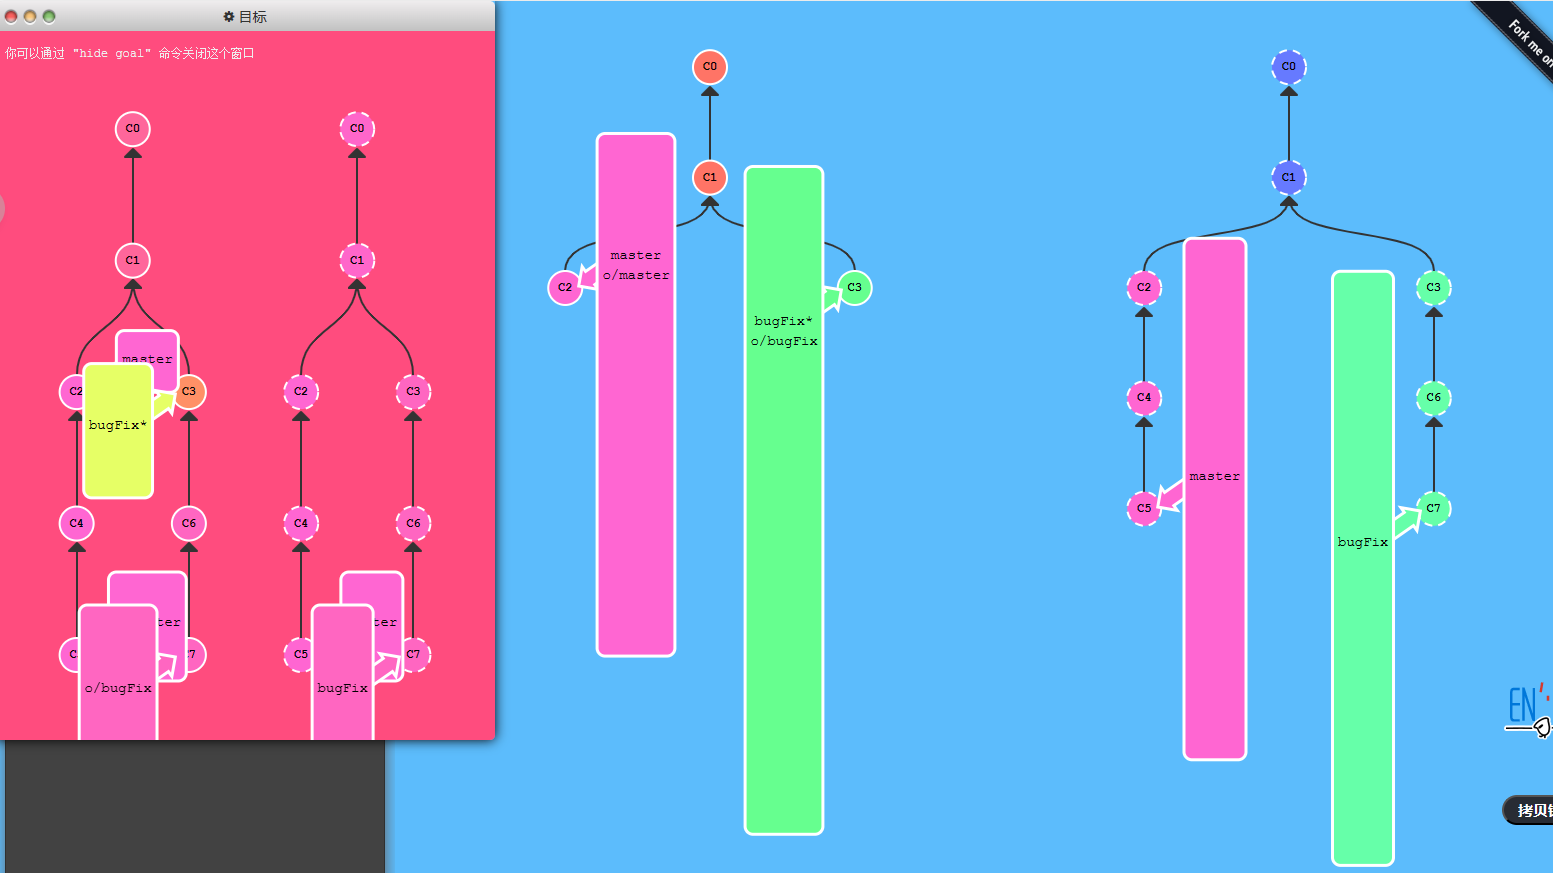 目标
你可以通过 "hide goal" 命令关闭这个窗口
C0
C0
C1
C1
master
C2
C3
bugFix*
C2
C3
C4
C6
C4
C6
C7
o/bugFix
C5
C7
bugFix
C0
C1
master
o/master
C2
C3
bugFix*
o/bugFix
C0
C1
C2
C3
C4
C6
master
C5
C7
bugFix
Fork me on
EN
拷贝